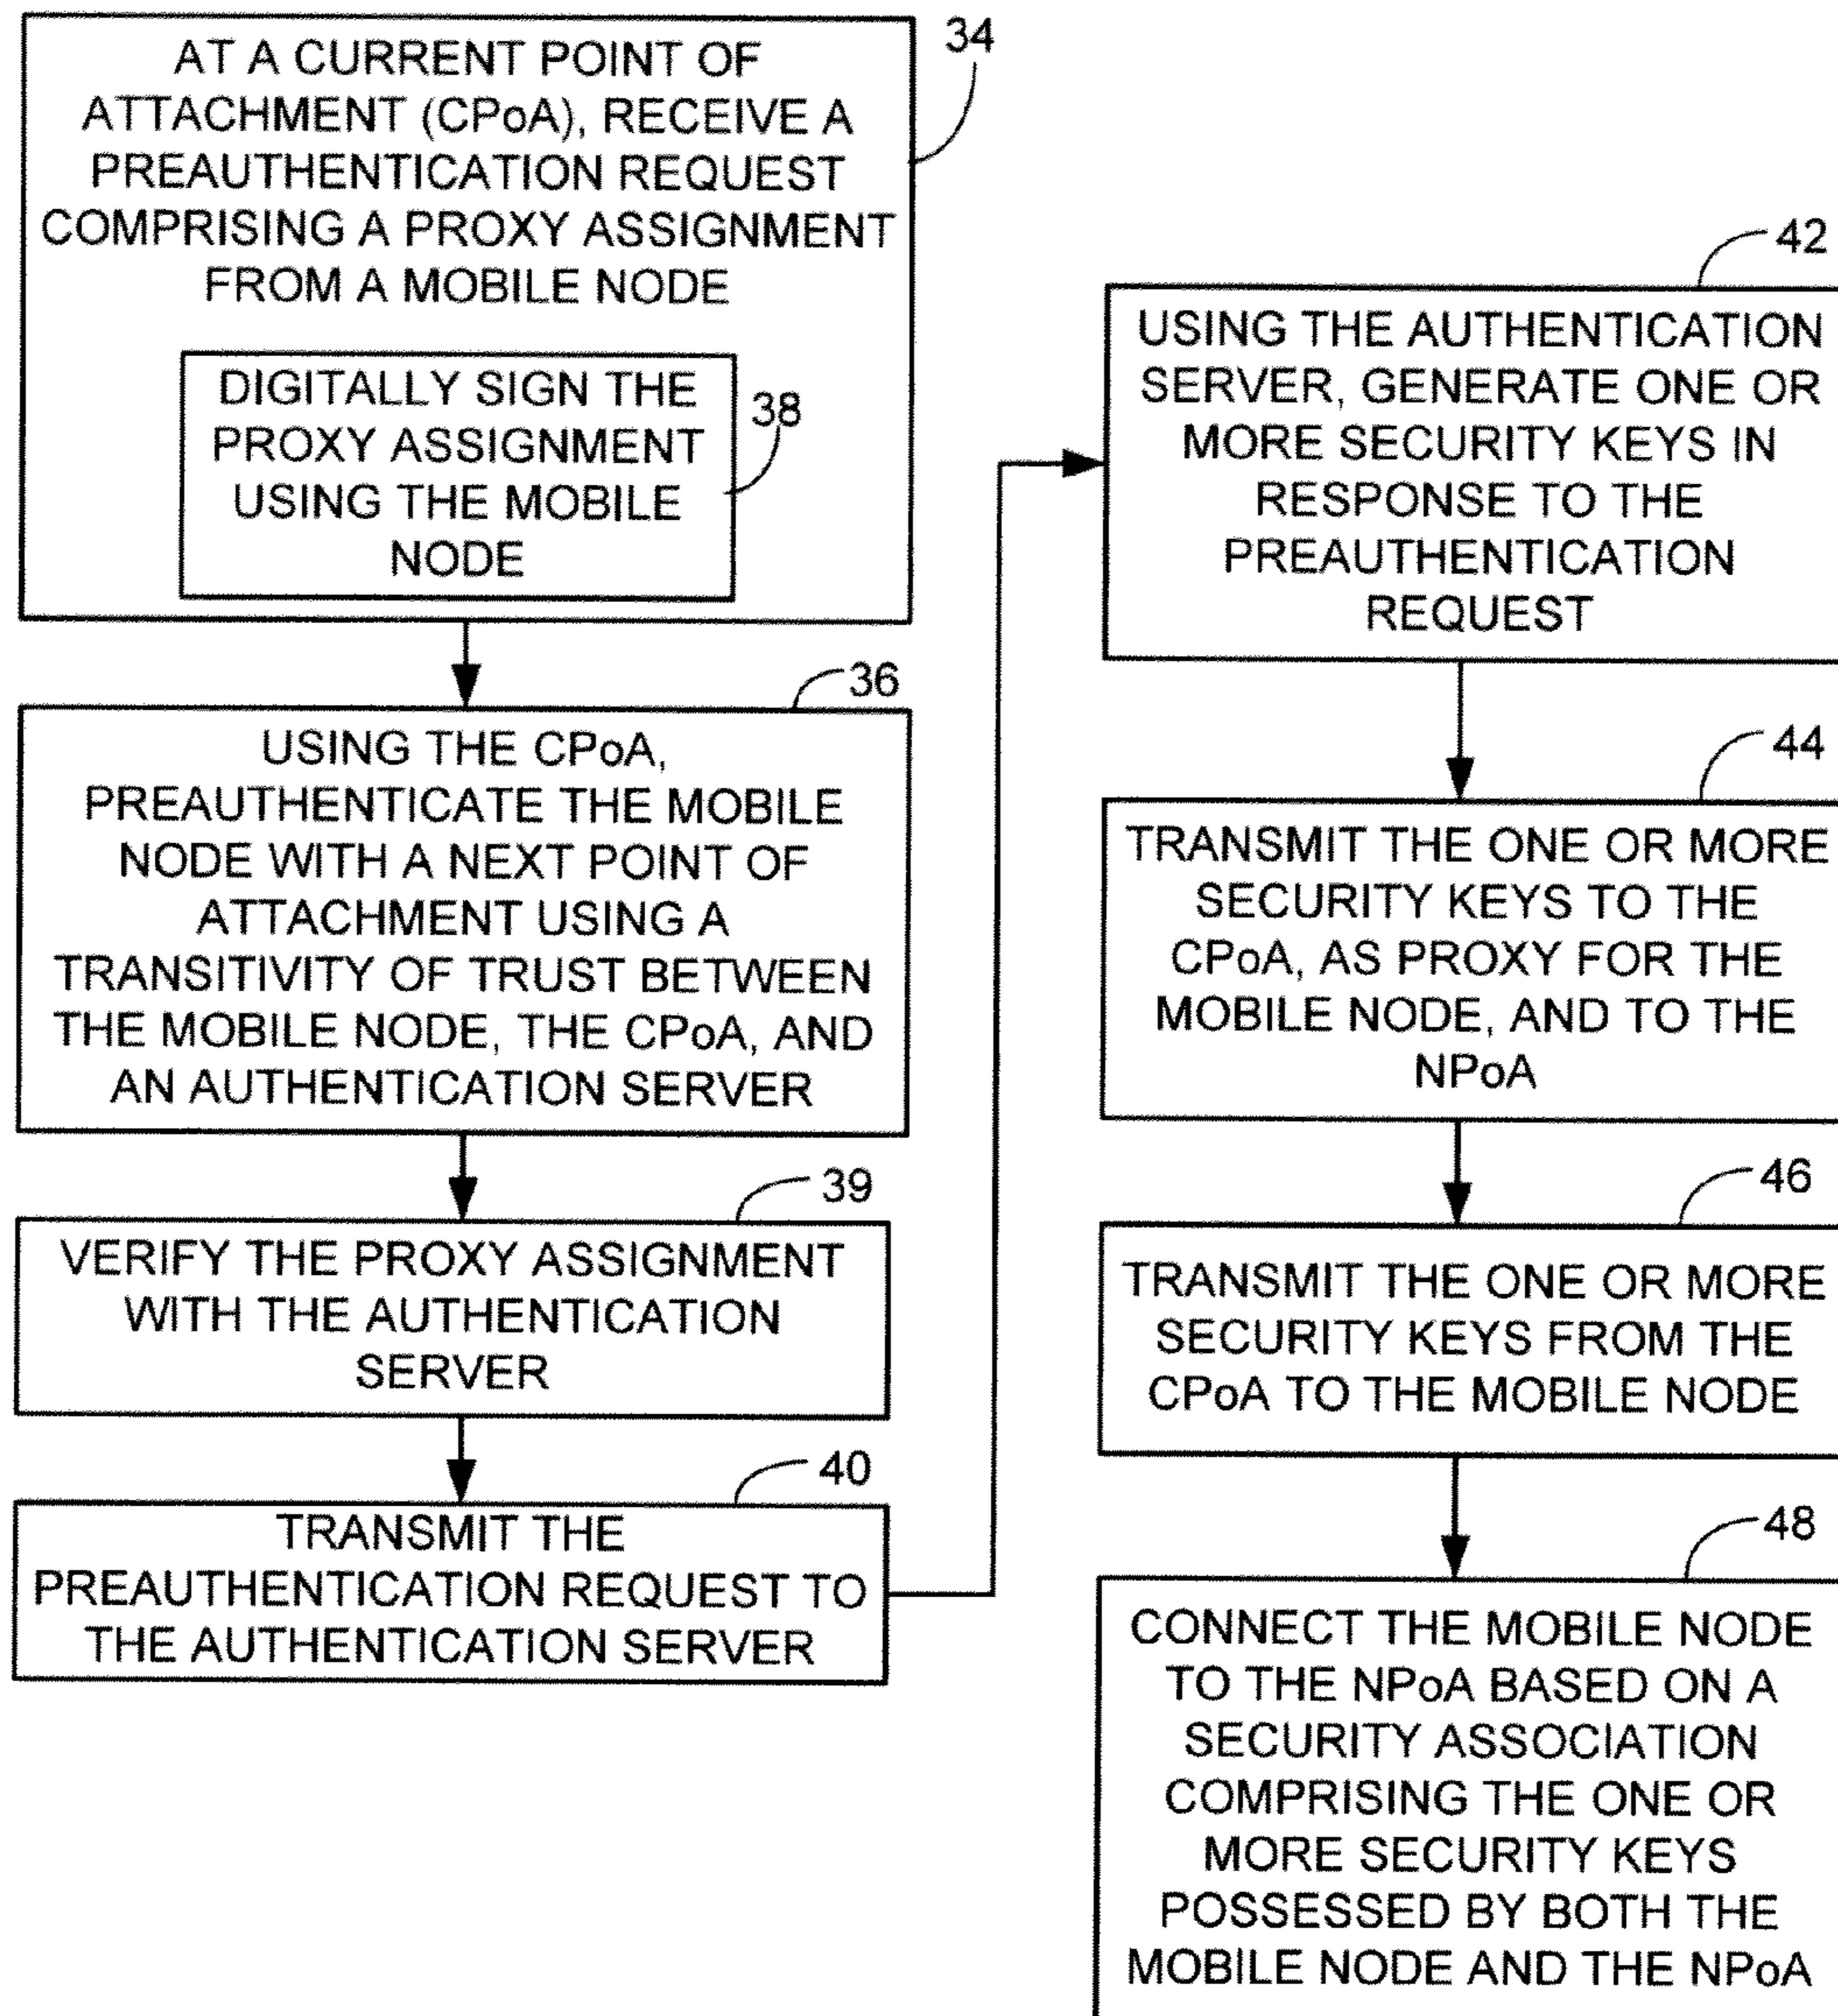 AT A CURRENT POINT OF
ATTACHMENT (CPoA), RECEIVE A
PREAUTHENTICATION REQUEST
COMPRISING A PROXY ASSIGNMENT
FROM A MOBILE NODE
34
DIGITALLY SIGN THE
PROXY ASSIGNMENT
USING THE MOBILE
NODE
38
36
USING THE CPoA,
PREAUTHENTICATE THE MOBILE
NODE WITH A NEXT POINT OF
ATTACHMENT USING A
TRANSITIVITY OF TRUST BETWEEN
THE MOBILE NODE, THE CPoA, AND
AN AUTHENTICATION SERVER
39
VERIFY THE PROXY ASSIGNMENT
WITH THE AUTHENTICATION
SERVER
40
TRANSMIT THE
PREAUTHENTICATION REQUEST TO
THE AUTHENTICATION SERVER
42
USING THE AUTHENTICATION
SERVER, GENERATE ONE OR
MORE SECURITY KEYS IN
RESPONSE TO THE
PREAUTHENTICATION
REQUEST
44
TRANSMIT THE ONE OR MORE
SECURITY KEYS TO THE
CPoA, AS PROXY FOR THE
MOBILE NODE, AND TO THE
NPoA
46
TRANSMIT THE ONE OR MORE
SECURITY KEYS FROM THE
CPoA TO THE MOBILE NODE
48
CONNECT THE MOBILE NODE
TO THE NPoA BASED ON A
SECURITY ASSOCIATION
COMPRISING THE ONE OR
MORE SECURITY KEYS
POSSESSED BY BOTH THE
MOBILE NODE AND THE NPoA